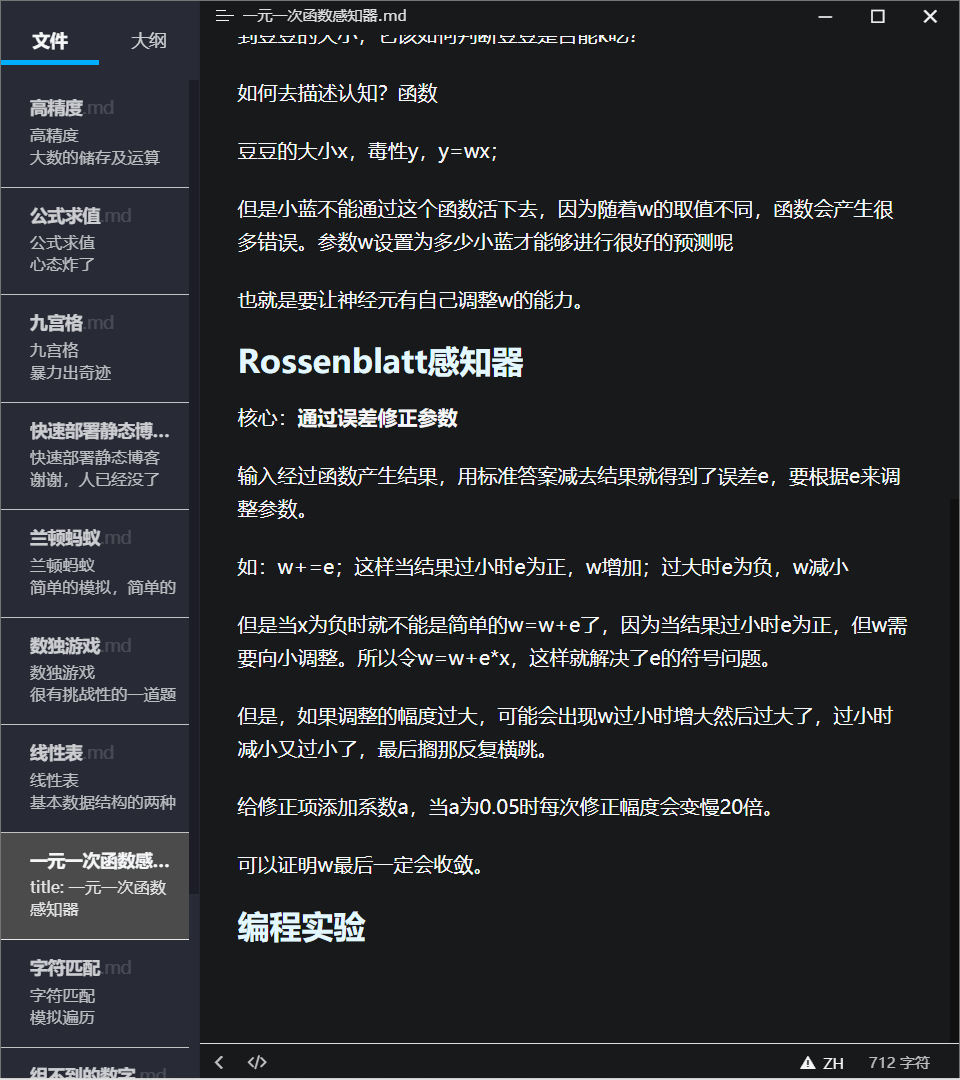 文件
大纲
高精度.md
高精度
大数的储存及运算
公式求值.md
公式求值
心态炸了
九宫格.md
九宫格
暴力出奇迹
快速部署静态博...
快速部署静态博客
谢谢，人已经没了
兰顿蚂蚁.md
兰顿蚂蚁
简单的模拟，简单的
数独游戏.md
数独游戏
很有挑战性的一道题
线性表.md
线性表
基本数据结构的两种
一元一次函数感...
title: 一元一次函数
感知器
字符匹配.md
字符匹配
模拟遍历
组不到的数字.md
一元一次函数感知器.md
到豆豆的大小，它该如何判断豆豆是否能k吃？
如何去描述认知？函数
豆豆的大小x，毒性y，y=wx；
但是小蓝不能通过这个函数活下去，因为随着w的取值不同，函数会产生很
多错误。参数w设置为多少小蓝才能够进行很好的预测呢
也就是要让神经元有自己调整w的能力。
Rossenblatt感知器
核心：通过误差修正参数
输入经过函数产生结果，用标准答案减去结果就得到了误差e，要根据e来调
整参数。
如：w+=e；这样当结果过小时e为正，w增加；过大时e为负，w减小
但是当x为负时就不能是简单的w=w+e了，因为当结果过小时e为正，但w需
要向小调整。所以令w=w+e*x，这样就解决了e的符号问题。
但是，如果调整的幅度过大，可能会出现w过小时增大然后过大了，过小时
减小又过小了，最后搁那反复横跳。
给修正项添加系数a，当a为0.05时每次修正幅度会变慢20倍。
可以证明w最后一定会收敛。
编程实验
ZH
712 字符